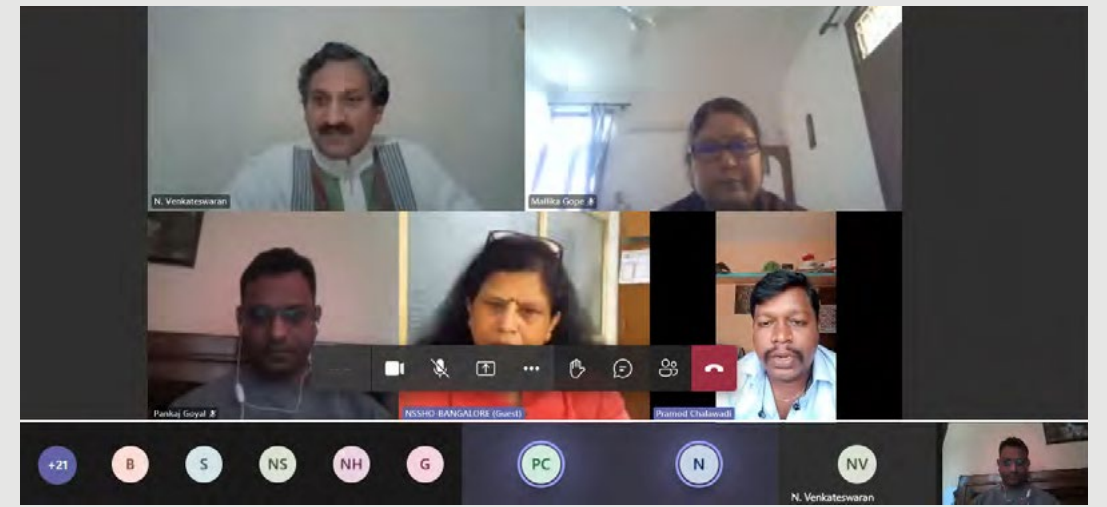 N. Venkateswaran
Mallika Gope
Pankaj Goyal
NSSHO-BANGALORE (Guest)
Pramod Chalawadi
+21
B
S
NS
NH
G
PC
N
NV
N. Venkateswaran